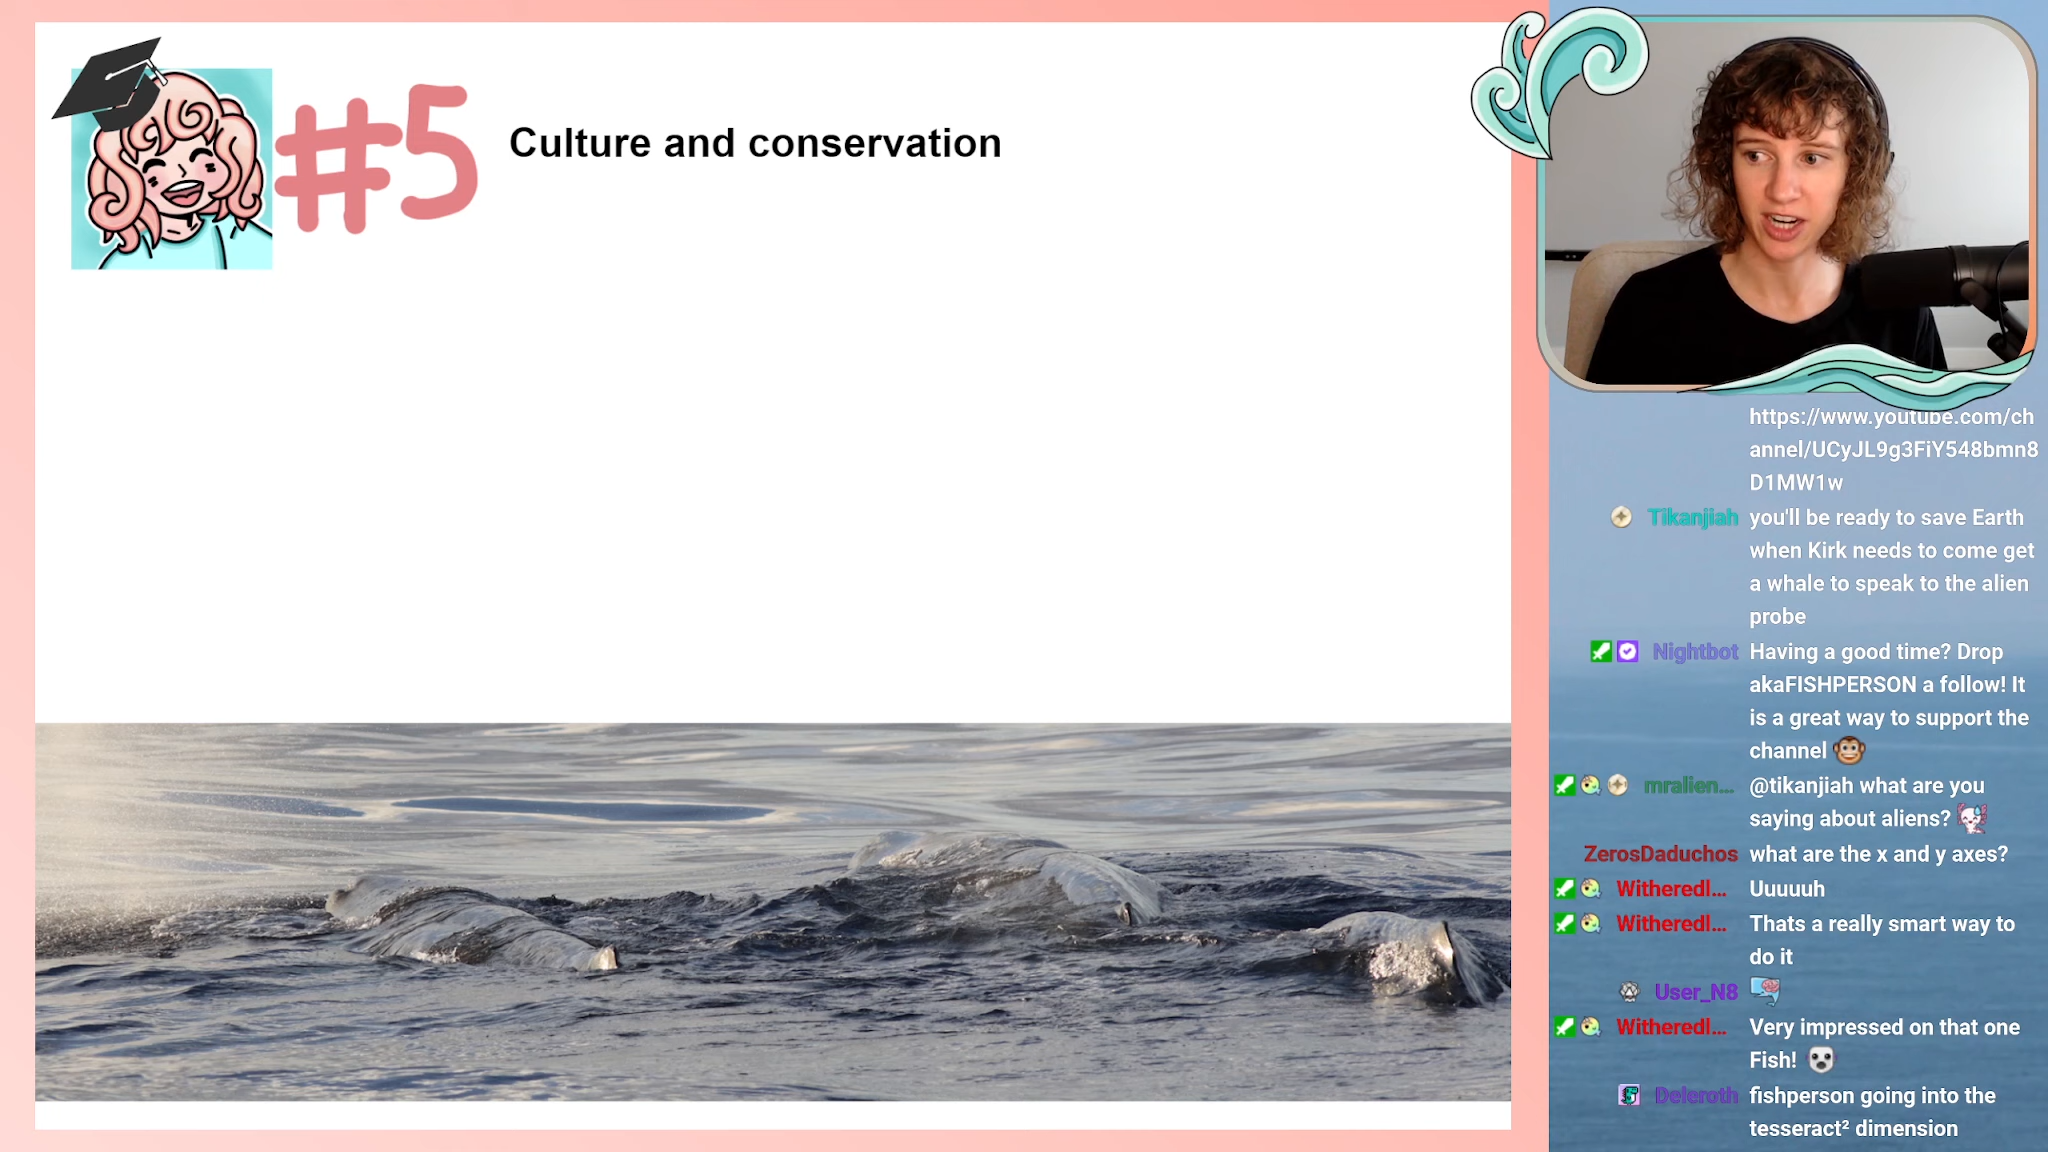 #5
Culture and conservation
https://www.youtube.com/ch
annel/UCyJL9g3FiY548bmn8
D1MW1w
Tikanjiah you'll be ready to save Earth
when Kirk needs to come get
a whale to speak to the alien
probe
Nightbot Having a good time? Drop
akaFISHPERSON a follow! It
is a great way to support the
channel
mralien... @tikanjiah what are you
saying about aliens?
ZerosDaduchos what are the x and y axes?
Witheredl... Uuuuuh
Witheredl... Thats a really smart way to
do it
User_N8
Witheredl... Very impressed on that one
Fish!
Deleroth fishperson going into the
tesseract² dimension